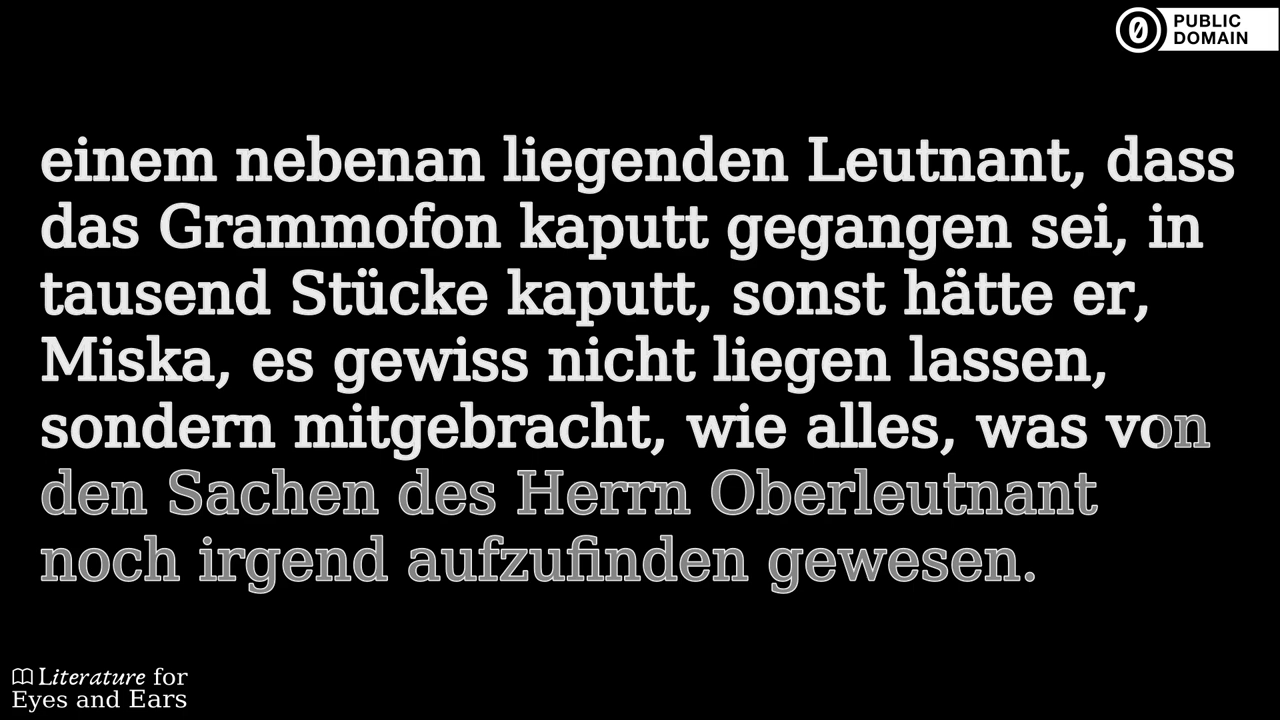 PUBLIC
DOMAIN
einem nebenan liegenden Leutnant, dass
das Grammofon kaputt gegangen sei, in
tausend Stücke kaputt, sonst hätte er,
Miska, es gewiss nicht liegen lassen,
sondern mitgebracht, wie alles, was von
den Sachen des Herrn Oberleutnant
noch irgend aufzufinden gewesen.
Literature for
Eyes and Ears